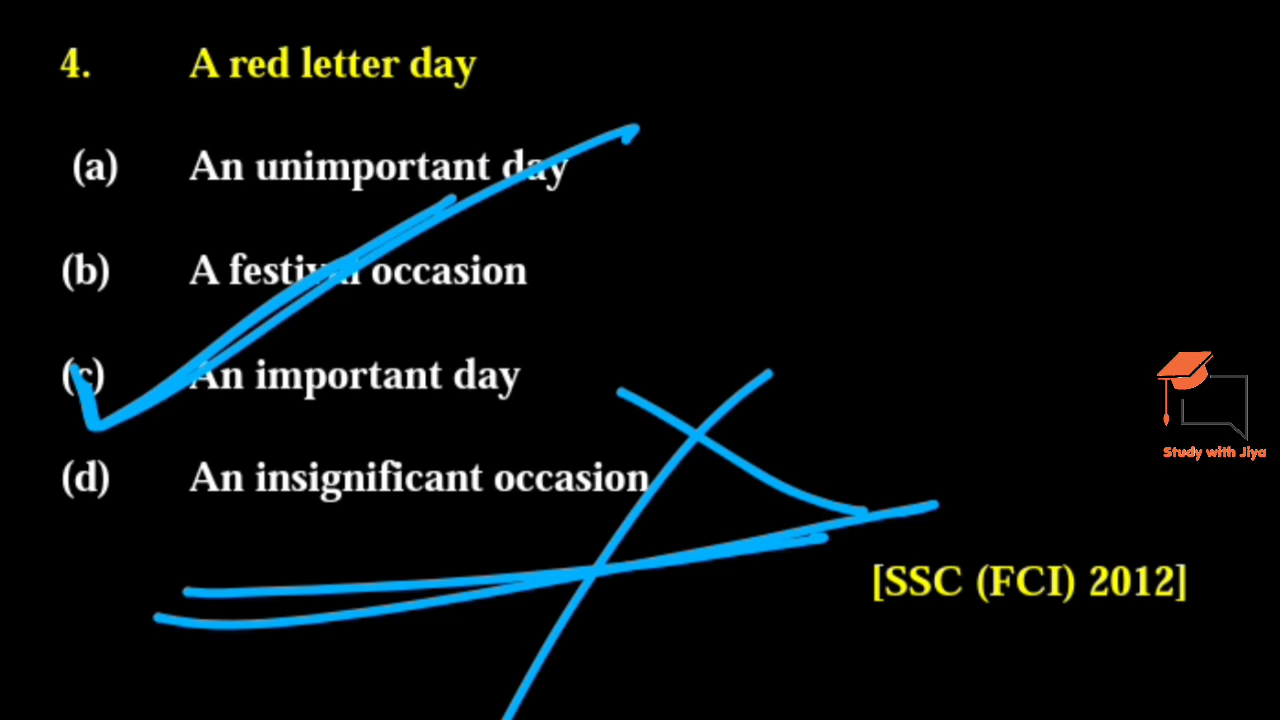 4. A red letter day
(a) An unimportant day
(b) A festival occasion
(c) An important day
(d) An insignificant occasion
Study with Jiya
[SSC (FCI) 2012]